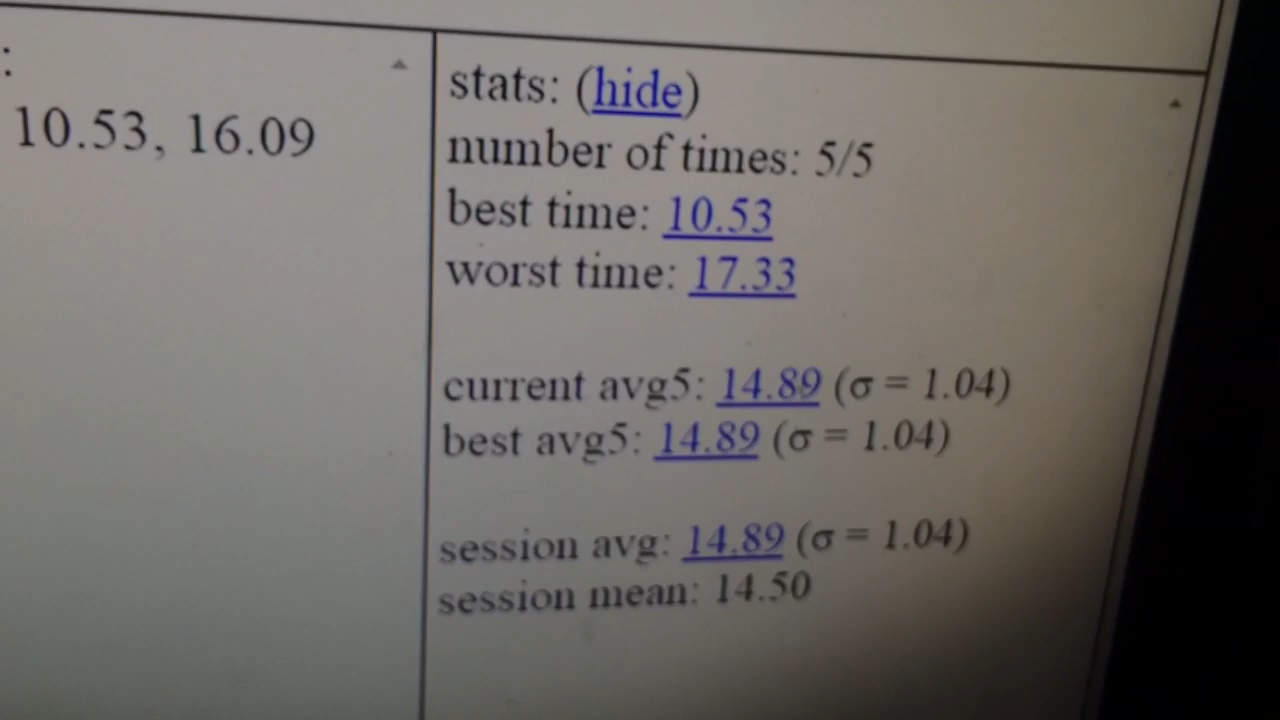 :
10.53, 16.09
stats: (hide)
number of times: 5/5
best time: 10.53
worst time: 17.33
current avg5: 14.89 (σ = 1.04)
best avg5: 14.89 (σ = 1.04)
session avg: 14.89 (σ = 1.04)
session mean: 14.50